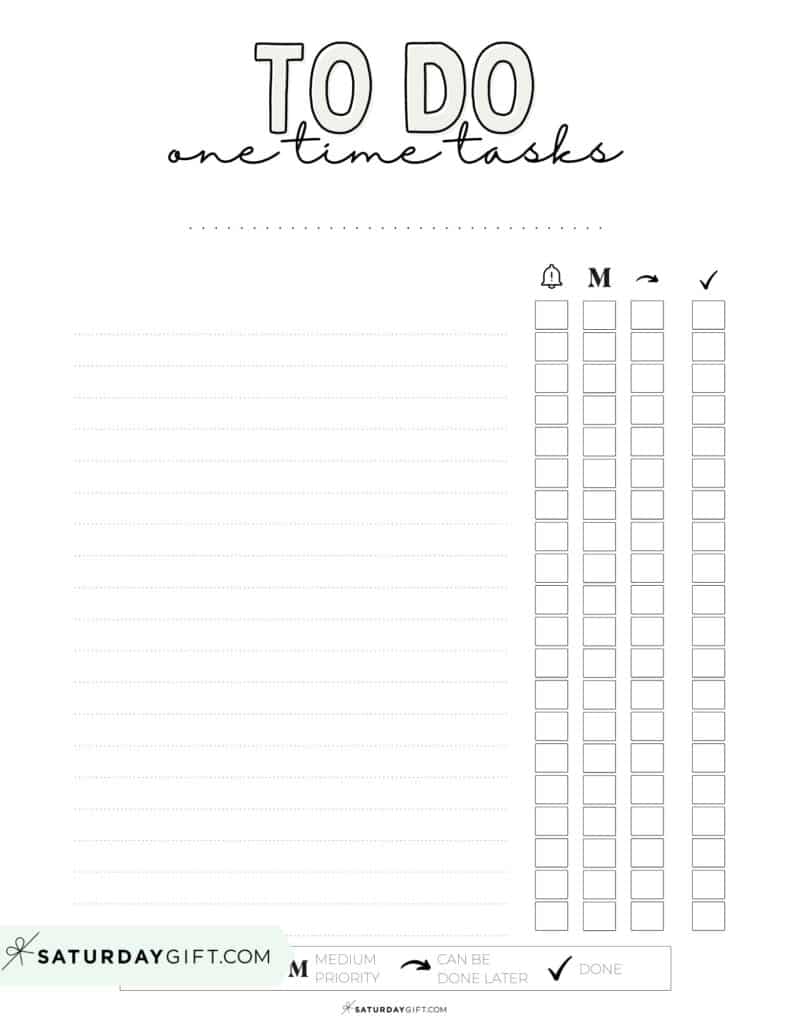 TO DO
one time tasks
M
SATURDAYGIFT.COM
M MEDIUM PRIORITY
CAN BE DONE LATER
DONE
SATURDAYGIFT.COM